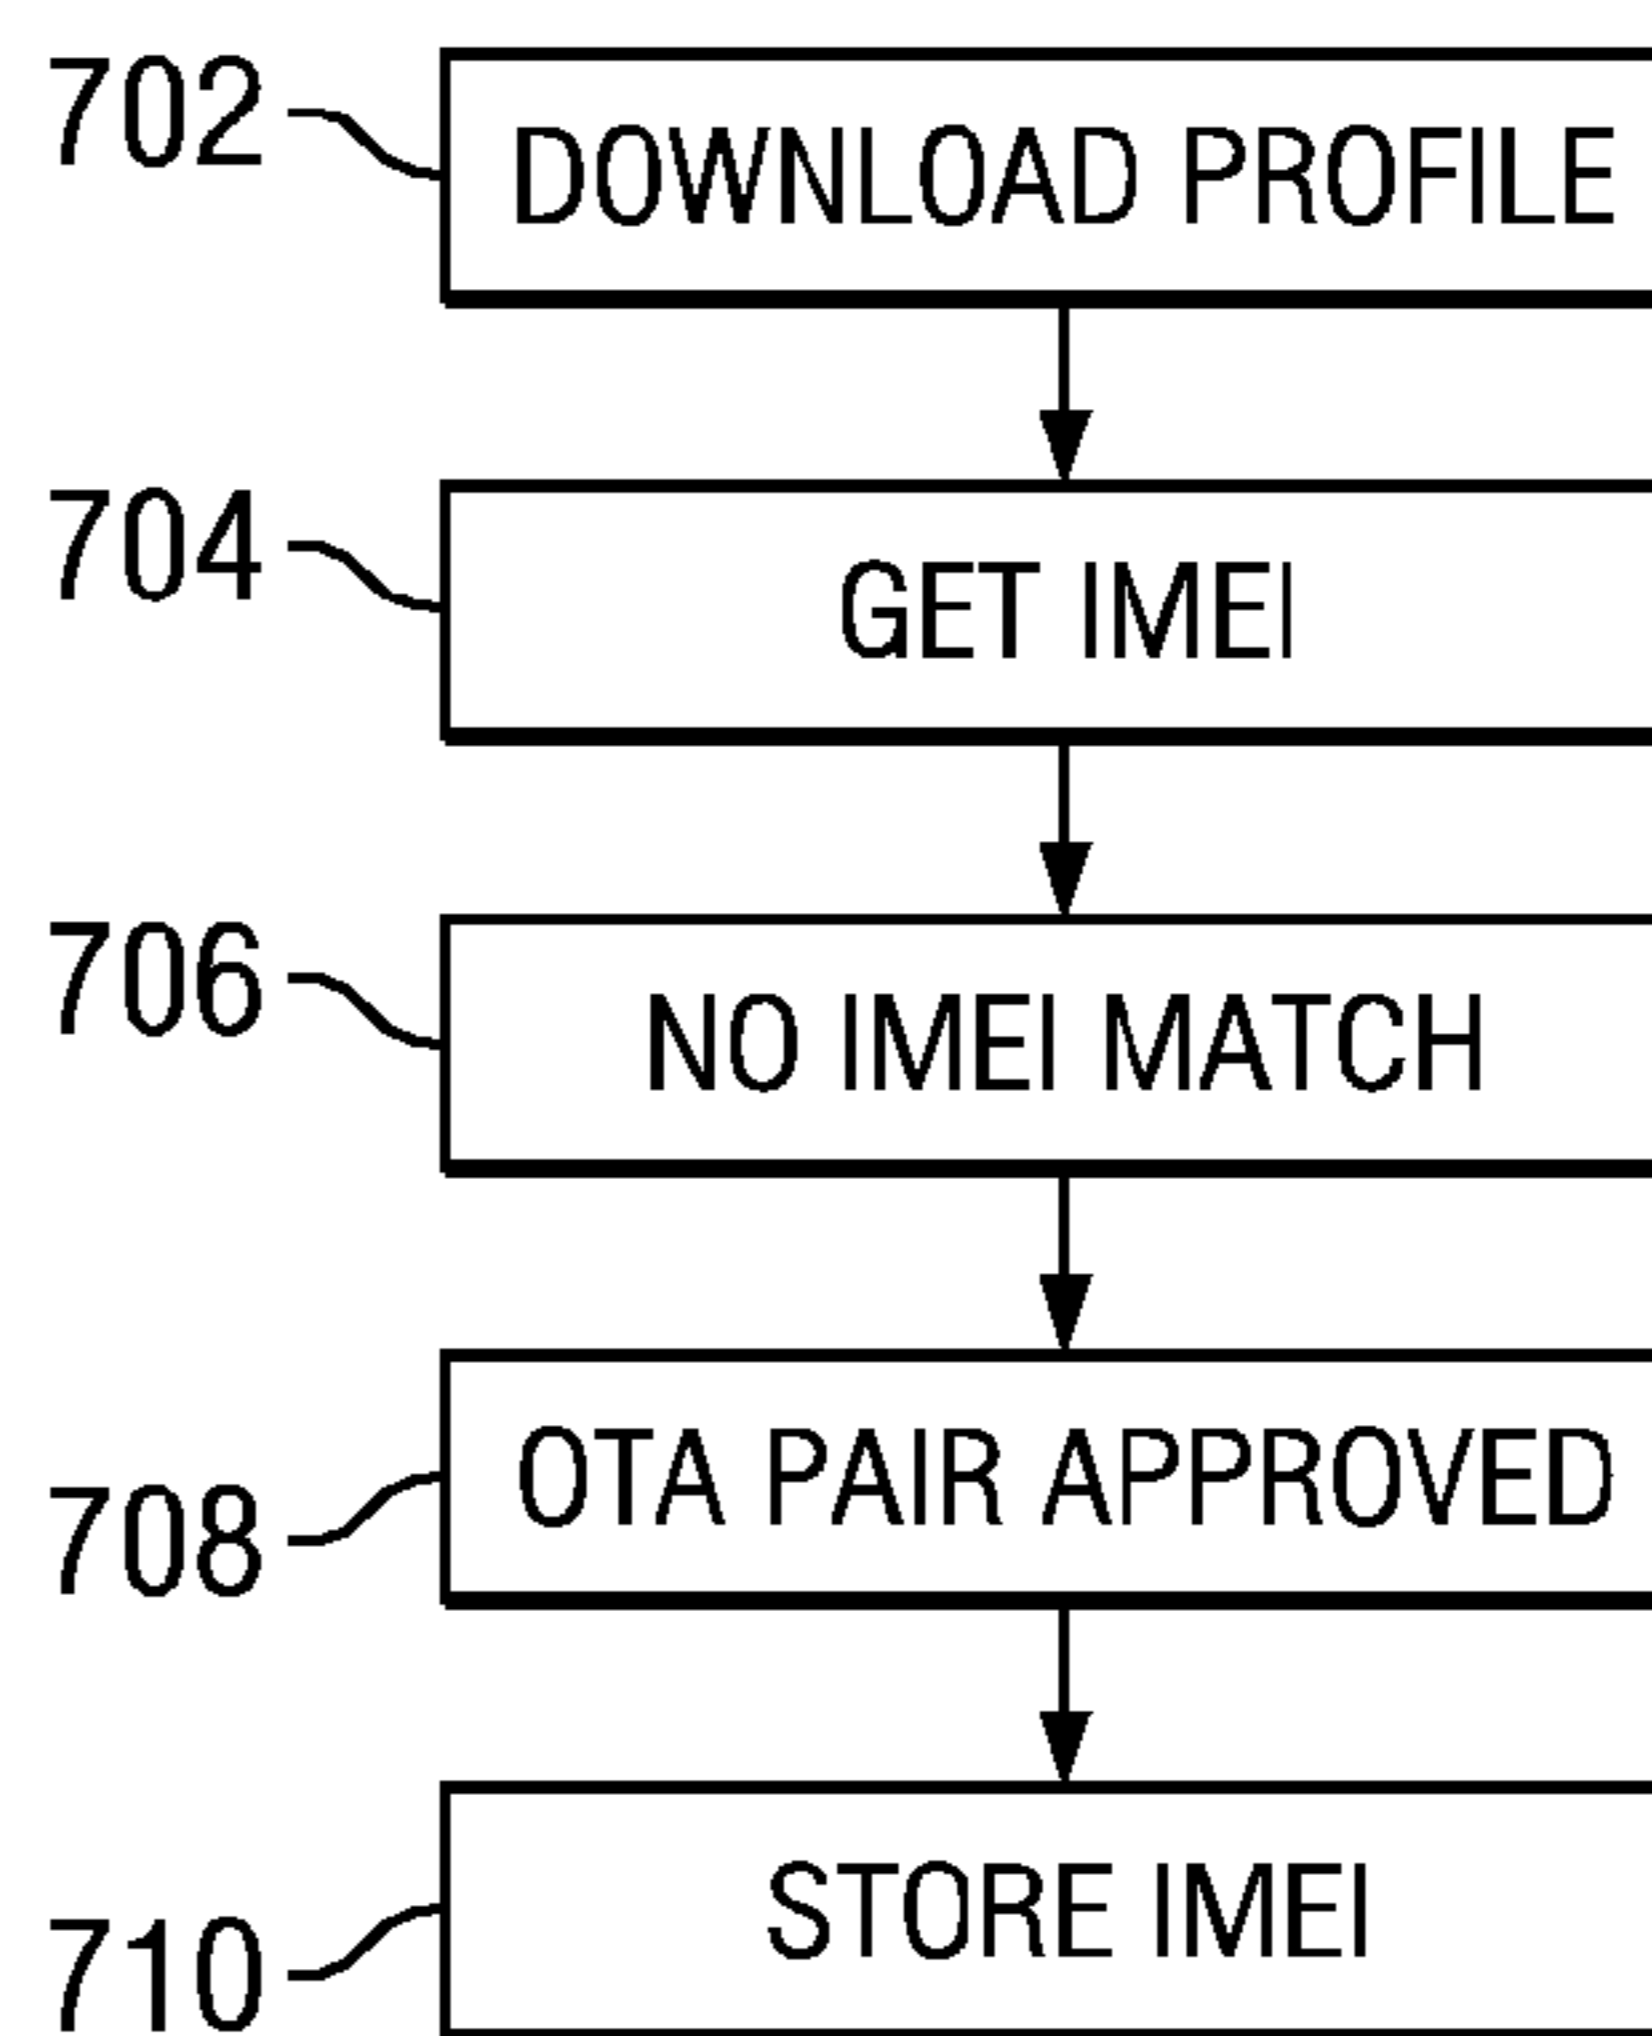 702 DOWNLOAD PROFILE
704 GET IMEI
706 NO IMEI MATCH
708 OTA PAIR APPROVED
710 STORE IMEI